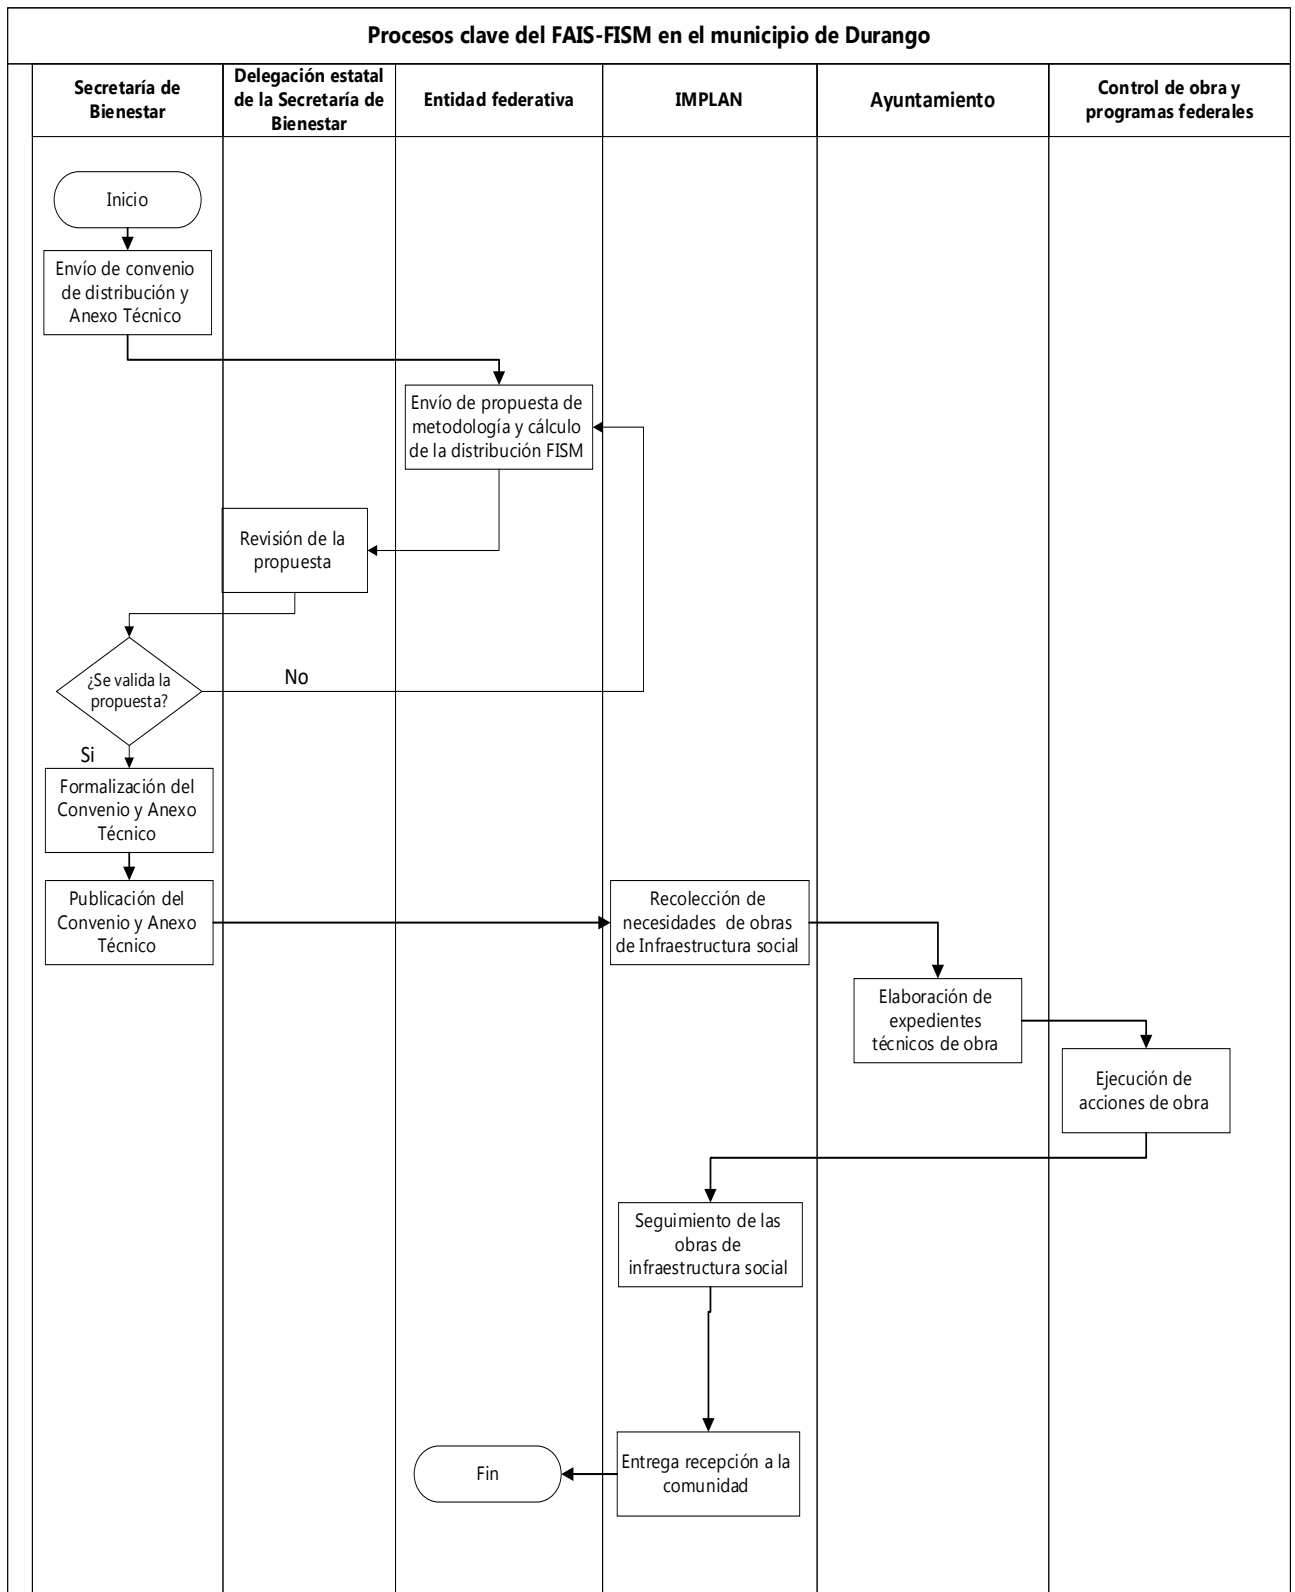 Procesos clave del FAIS-FISM en el municipio de Durango
Secretaría de
Bienestar
Delegación estatal
de la Secretaría de
Bienestar
Entidad federativa
IMPLAN
Ayuntamiento
Control de obra y
programas federales
Inicio
Envío de convenio
de distribución y
Anexo Técnico
Envío de propuesta de
metodología y cálculo
de la distribución FISM
Revisión de la
propuesta
¿Se valida la
propuesta?
No
Si
Formalización del
Convenio y Anexo
Técnico
Publicación del
Convenio y Anexo
Técnico
Recolección de
necesidades de obras
de Infraestructura social
Elaboración de
expedientes
técnicos de obra
Ejecución de
acciones de obra
Seguimiento de las
obras de
infraestructura social
Entrega recepción a la
comunidad
Fin